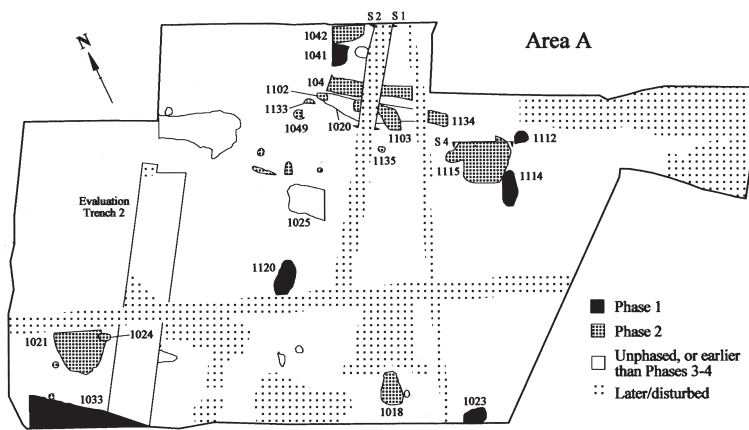 S 2 S 1
Area A
N
1042
1041
104
1102
1133
1049
1020
1103
1134
1135
S 4
1112
1115
1114
Evaluation
Trench 2
1025
1120
1021
1024
1033
1018
1023
Phase 1
Phase 2
Unphased, or earlier
than Phases 3-4
Later/disturbed